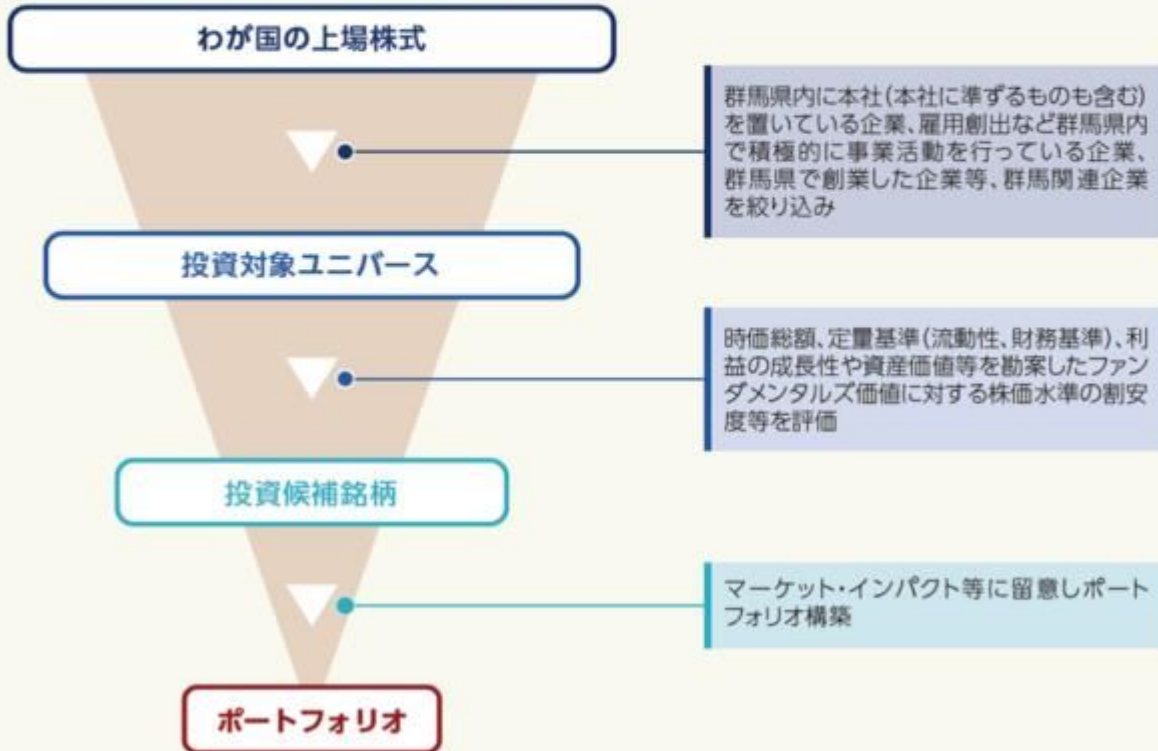 わが国の上場株式
群馬県内に本社(本社に準ずるものも含む)
を置いている企業、雇用創出など群馬県内
で積極的に事業活動を行っている企業、
群馬県で創業した企業等、群馬関連企業
を絞り込み
投資対象ユニバース
時価総額、定量基準(流動性、財務基準)、利
益の成長性や資産価値等を勘案したファン
ダメンタルズ価値に対する株価水準の割安
度等を評価
投資候補銘柄
マーケット・インパクト等に留意しポート
フォリオ構築
ポートフォリオ